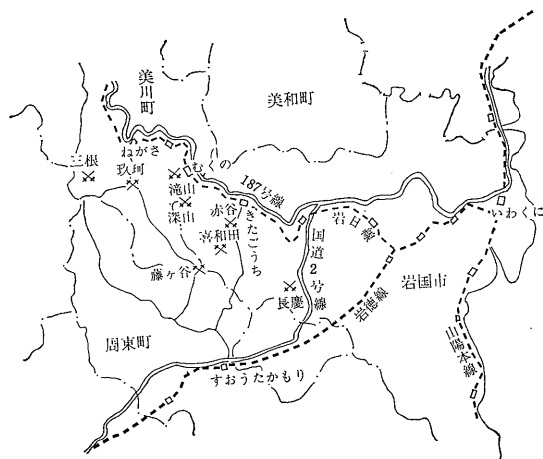 美川町
美和町
ねがさ
三根
玖珂
滝山
むくの
187号線
深山
赤谷
きたごうち
喜和田
岩日線
いわくに
国道2号線
藤ヶ谷
長慶
岩徳線
岩国市
周東町
山陽本線
すおうたかもり